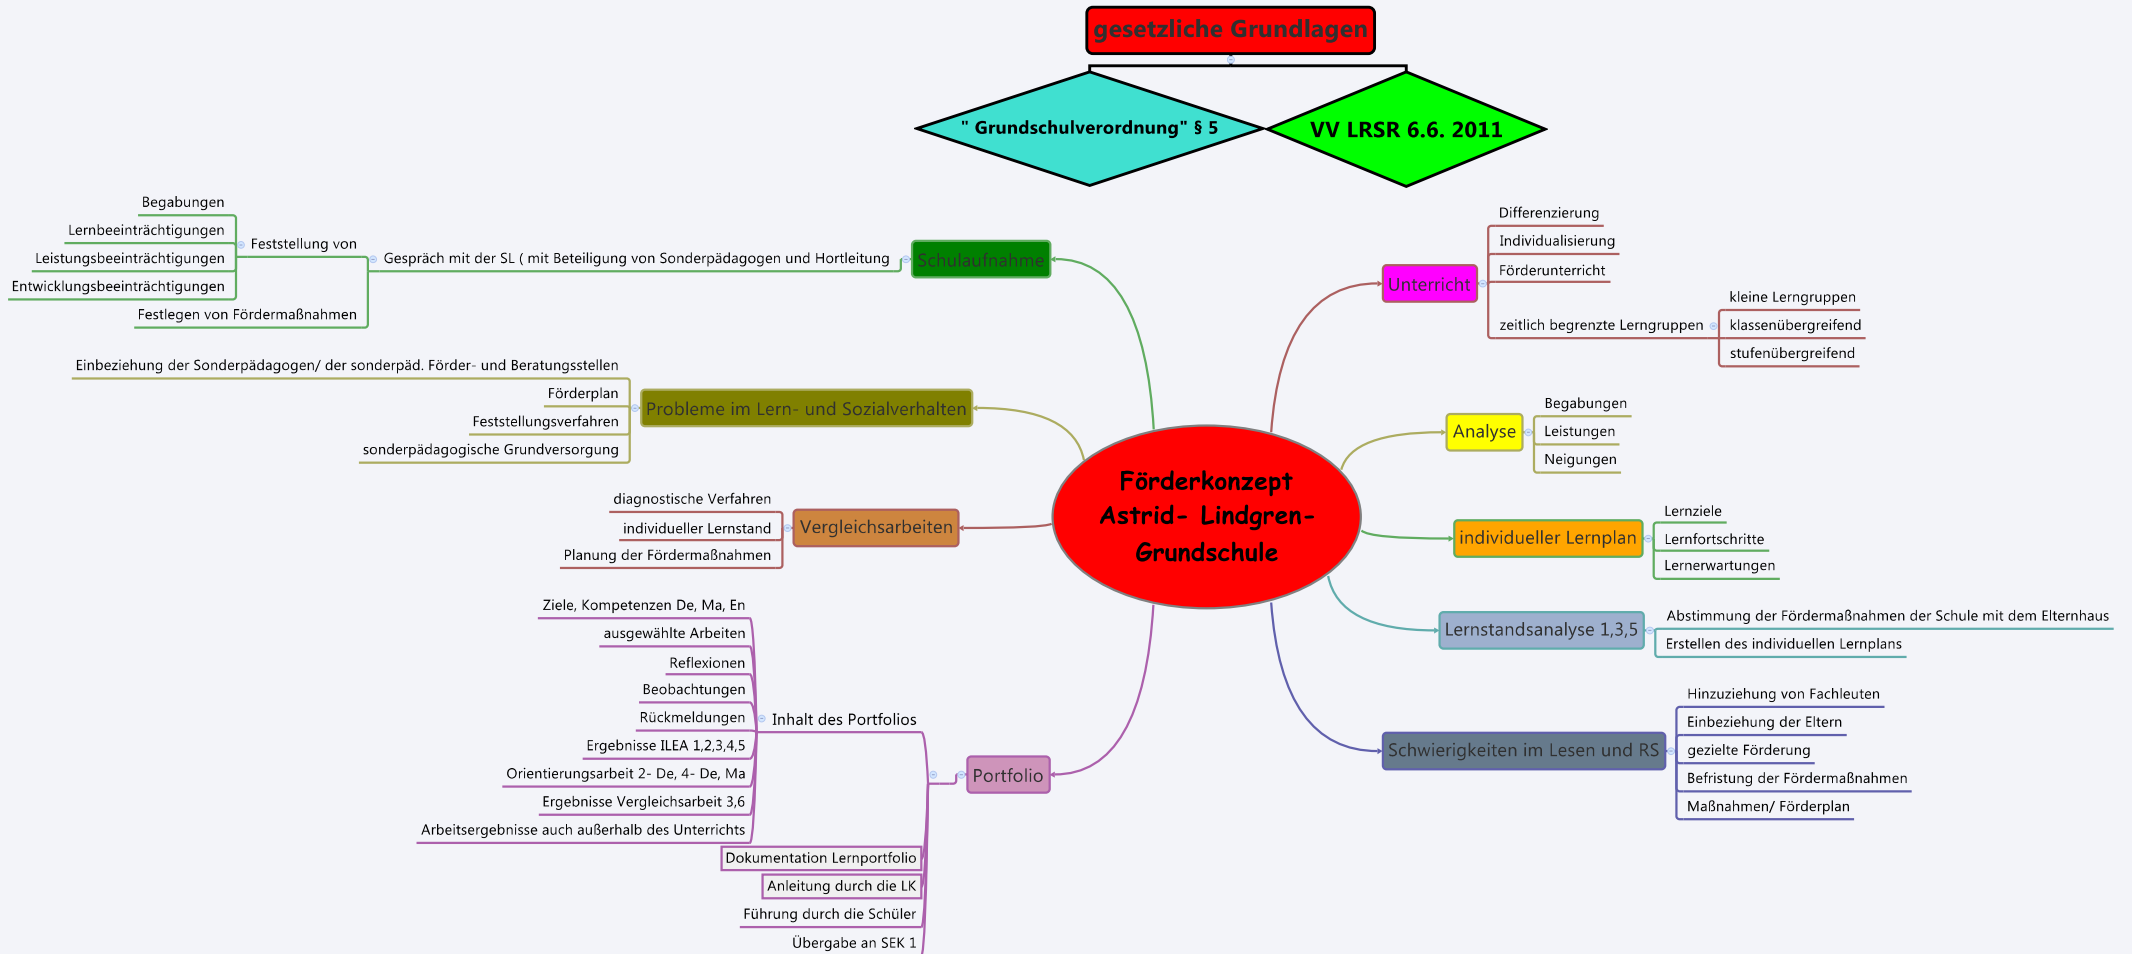 gesetzliche Grundlagen
" Grundschulverordnung" § 5
VV LRSR 6.6. 2011
Förderkonzept
Astrid- Lindgren-
Grundschule
Schulaufnahme
Gespräch mit der SL ( mit Beteiligung von Sonderpädagogen und Hortleitung
Feststellung von
Begabungen
Lernbeeinträchtigungen
Leistungsbeeinträchtigungen
Entwicklungsbeeinträchtigungen
Festlegen von Fördermaßnahmen
Probleme im Lern- und Sozialverhalten
Einbeziehung der Sonderpädagogen/ der sonderpäd. Förder- und Beratungsstellen
Förderplan
Feststellungsverfahren
sonderpädagogische Grundversorgung
Vergleichsarbeiten
diagnostische Verfahren
individueller Lernstand
Planung der Fördermaßnahmen
Portfolio
Inhalt des Portfolios
Ziele, Kompetenzen De, Ma, En
ausgewählte Arbeiten
Reflexionen
Beobachtungen
Rückmeldungen
Ergebnisse ILEA 1,2,3,4,5
Orientierungsarbeit 2- De, 4- De, Ma
Ergebnisse Vergleichsarbeit 3,6
Arbeitsergebnisse auch außerhalb des Unterrichts
Dokumentation Lernportfolio
Anleitung durch die LK
Führung durch die Schüler
Übergabe an SEK 1
Unterricht
Differenzierung
Individualisierung
Förderunterricht
zeitlich begrenzte Lerngruppen
kleine Lerngruppen
klassenübergreifend
stufenübergreifend
Analyse
Begabungen
Leistungen
Neigungen
individueller Lernplan
Lernziele
Lernfortschritte
Lernerwartungen
Lernstandsanalyse 1,3,5
Abstimmung der Fördermaßnahmen der Schule mit dem Elternhaus
Erstellen des individuellen Lernplans
Schwierigkeiten im Lesen und RS
Hinzuziehung von Fachleuten
Einbeziehung der Eltern
gezielte Förderung
Befristung der Fördermaßnahmen
Maßnahmen/ Förderplan